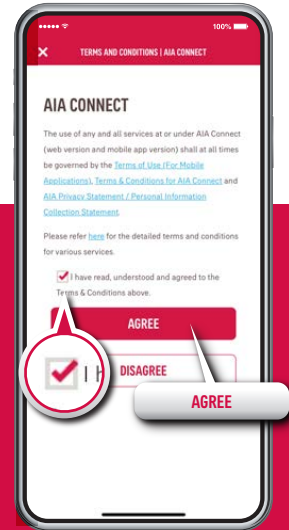 100%
× TERMS AND CONDITIONS | AIA CONNECT
AIA CONNECT
The use of any and all services at or under AIA Connect
(web version and mobile app version) shall at all times
be governed by the Terms of Use (For Mobile
Applications), Terms & Conditions for AIA Connect and
AIA Privacy Statement / Personal Information
Collection Statement.
Please refer here for the detailed terms and conditions
for various services.
I have read, understood and agreed to the
Terms & Conditions above.
AGREE
I h
DISAGREE
AGREE